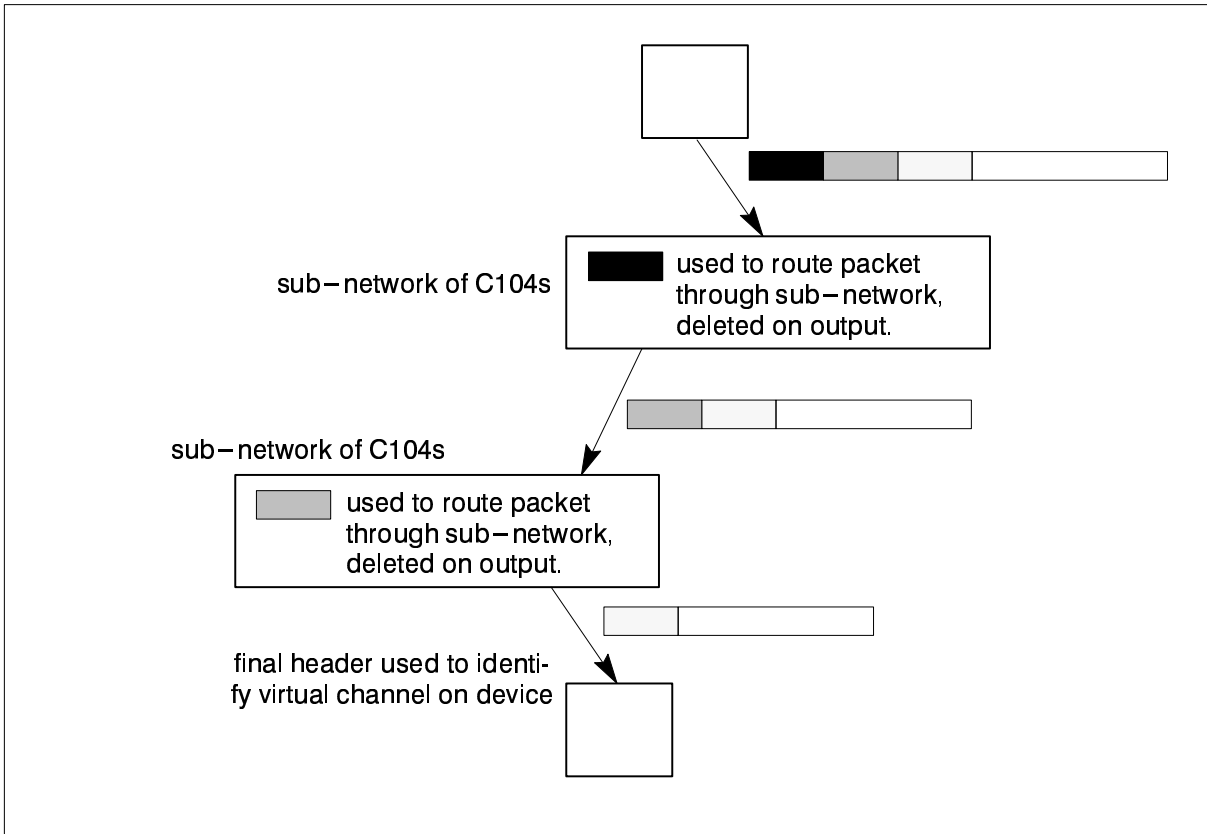 sub-network of C104s
used to route packet
through sub-network,
deleted on output.
sub-network of C104s
used to route packet
through sub-network,
deleted on output.
final header used to identi-
fy virtual channel on device